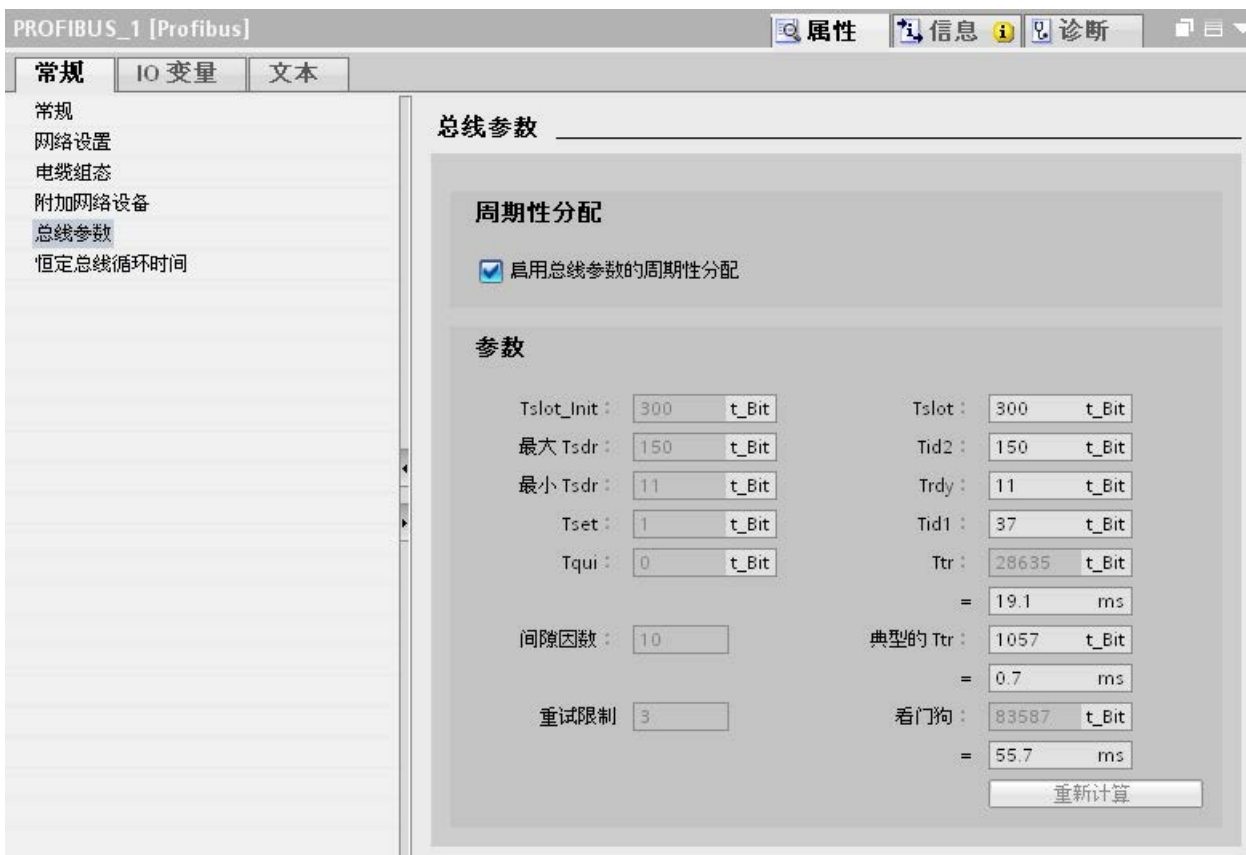 PROFIBUS_1 [Profibus] 属性 信息 诊断
常规 IO 变量 文本
常规
网络设置
电缆组态
附加网络设备
总线参数
恒定总线循环时间
总线参数
周期性分配
启用总线参数的周期性分配
参数
Tslot_Init： 300 t_Bit Tslot： 300 t_Bit
最大 Tsdr： 150 t_Bit Tid2： 150 t_Bit
最小 Tsdr： 11 t_Bit Trdy： 11 t_Bit
Tset： 1 t_Bit Tid1： 37 t_Bit
Tqui： 0 t_Bit Ttr： 28635 t_Bit
= 19.1 ms
间隙因数： 10 典型的 Ttr： 1057 t_Bit
= 0.7 ms
重试限制 3 看门狗： 83587 t_Bit
= 55.7 ms
重新计算